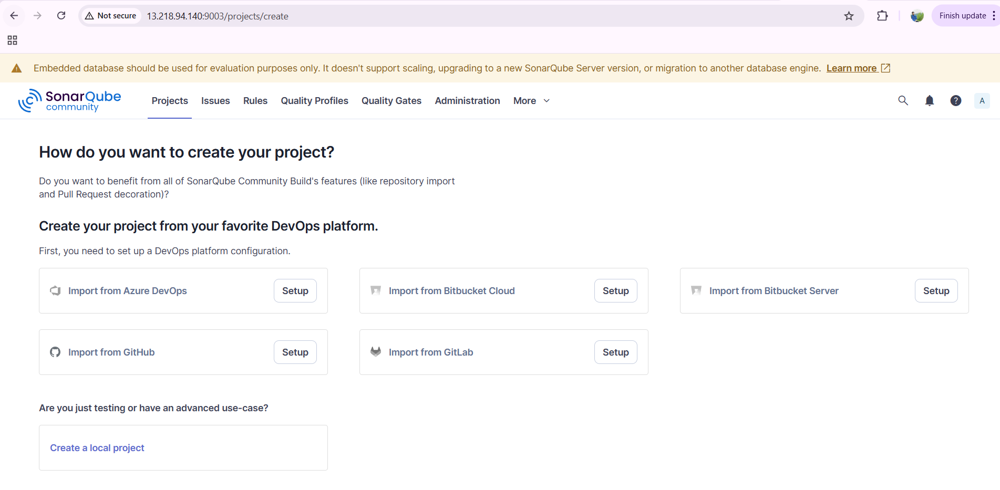 Not secure 13.218.94.140:9003/projects/create Finish update
Embedded database should be used for evaluation purposes only. It doesn't support scaling, upgrading to a new SonarQube Server version, or migration to another database engine. Learn more
SonarQube community Projects Issues Rules Quality Profiles Quality Gates Administration More ? A
How do you want to create your project?
Do you want to benefit from all of SonarQube Community Build's features (like repository import
and Pull Request decoration)?
Create your project from your favorite DevOps platform.
First, you need to set up a DevOps platform configuration.
Import from Azure DevOps Setup Import from Bitbucket Cloud Setup Import from Bitbucket Server Setup
Import from GitHub Setup Import from GitLab Setup
Are you just testing or have an advanced use-case?
Create a local project